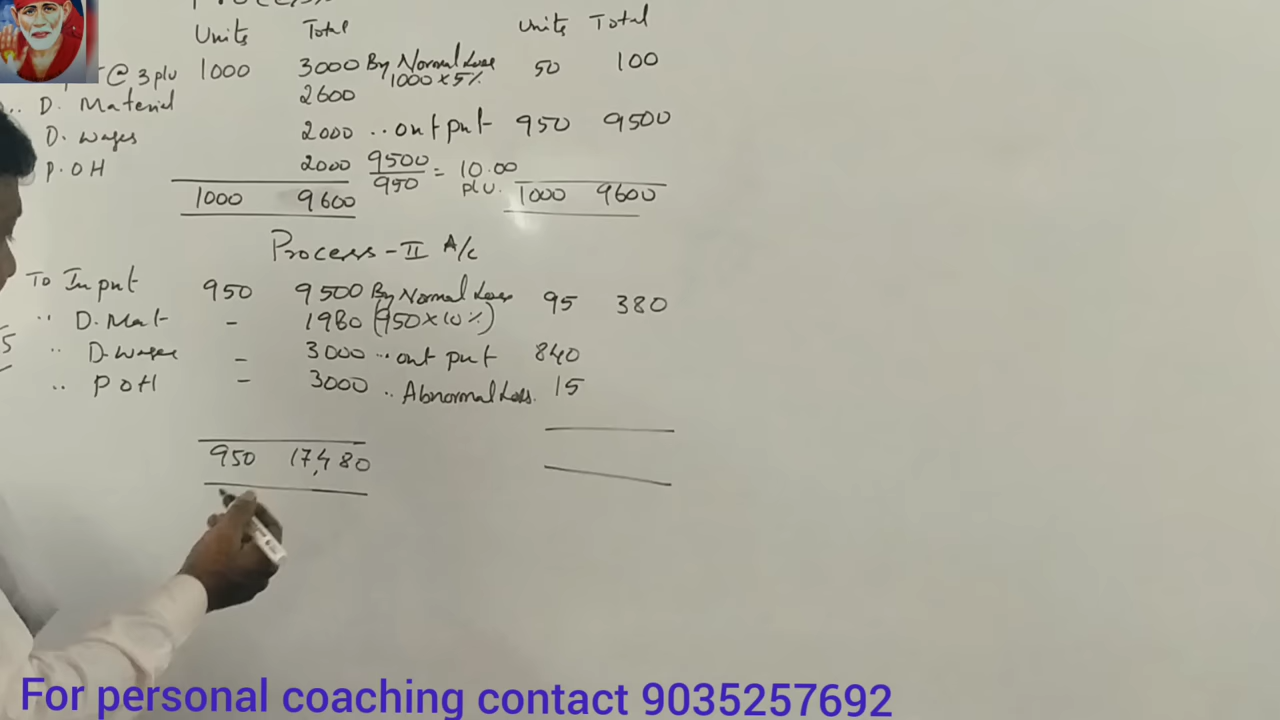 Units Total Units Total
@ 3 plu 1000 3000 By Normal Loss 50 100
1000 x 5%
.. D. Material 2600
D. wages 2000 .. output 950 9500
P. OH 2000 9500/950 = 10.00 plu.
1000 9600 1000 9600
Process - II A/c
To Input 950 9500 By Normal Loss 95 380
.. D. Mat - 1980 (950 x 10%)
.. D. wages - 3000 .. out put 840
.. P OH - 3000 .. Abnormal Loss. 15
950 17,480
For personal coaching contact 9035257692